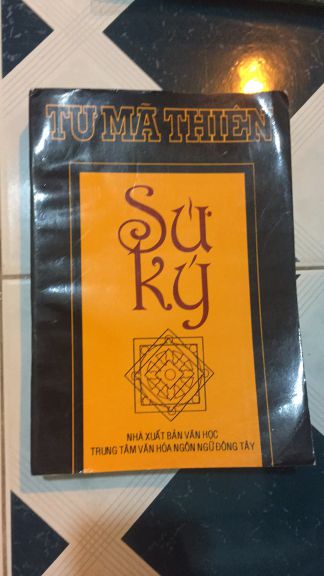 TƯ MÃ THIÊN
Sử
ký
NHÀ XUẤT BẢN VĂN HỌC
TRUNG TÂM VĂN HÓA NGÔN NGỮ ĐÔNG TÂY